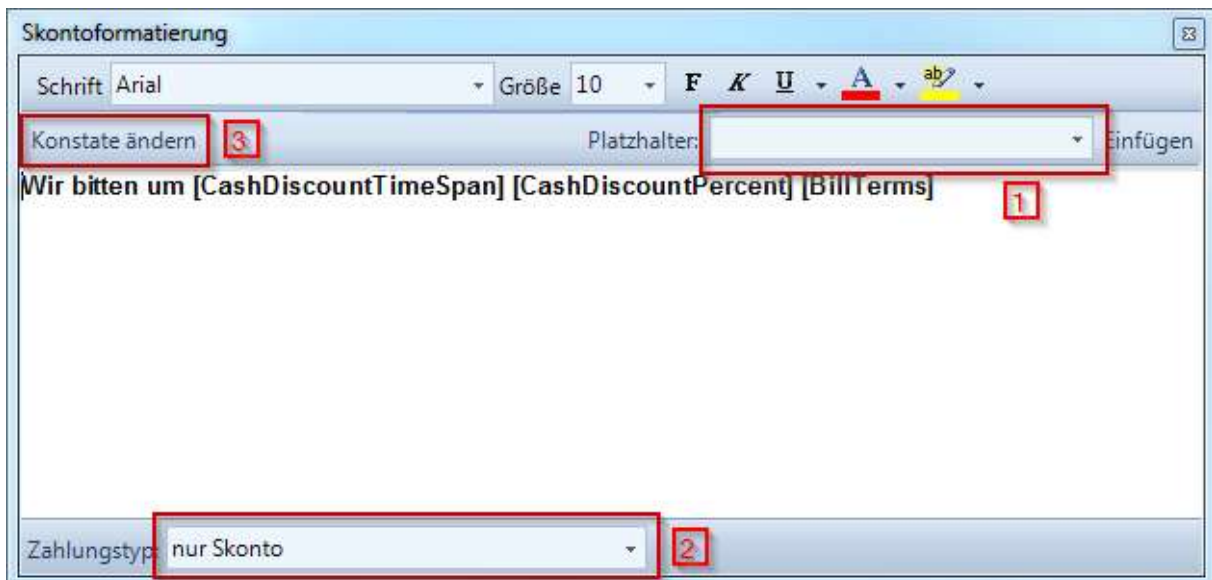 Skontoformatierung
Schrift Arial Größe 10 F K U A ab
Konstate ändern 3 Platzhalter: Einfügen
Wir bitten um [CashDiscountTimeSpan] [CashDiscountPercent] [BillTerms]
1
Zahlungstyp: nur Skonto 2